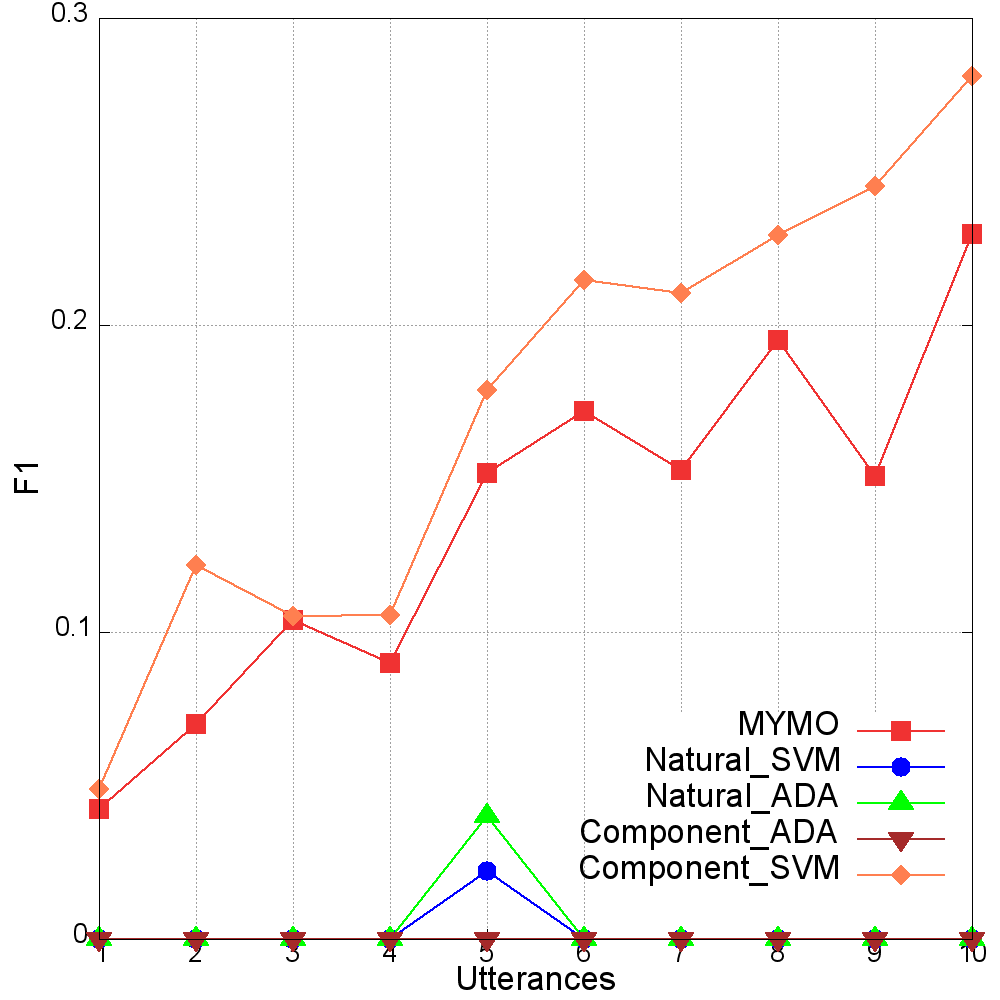 0.3
0.2
0.1
0
F1
MYMO
Natural_SVM
Natural_ADA
Component_ADA
Component_SVM
1 2 3 4 5 6 7 8 9 10
Utterances